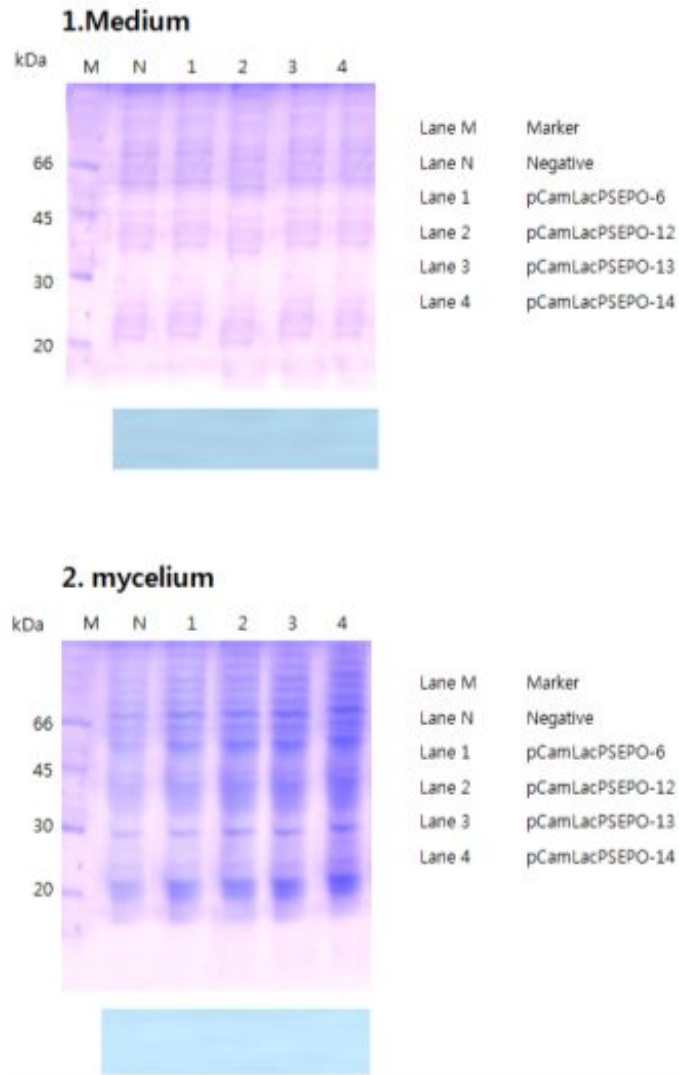 1.Medium
kDa M N 1 2 3 4
66
45
30
20
Lane M Marker
Lane N Negative
Lane 1 pCamLacPSEPO-6
Lane 2 pCamLacPSEPO-12
Lane 3 pCamLacPSEPO-13
Lane 4 pCamLacPSEPO-14
2. mycelium
kDa M N 1 2 3 4
66
45
30
20
Lane M Marker
Lane N Negative
Lane 1 pCamLacPSEPO-6
Lane 2 pCamLacPSEPO-12
Lane 3 pCamLacPSEPO-13
Lane 4 pCamLacPSEPO-14